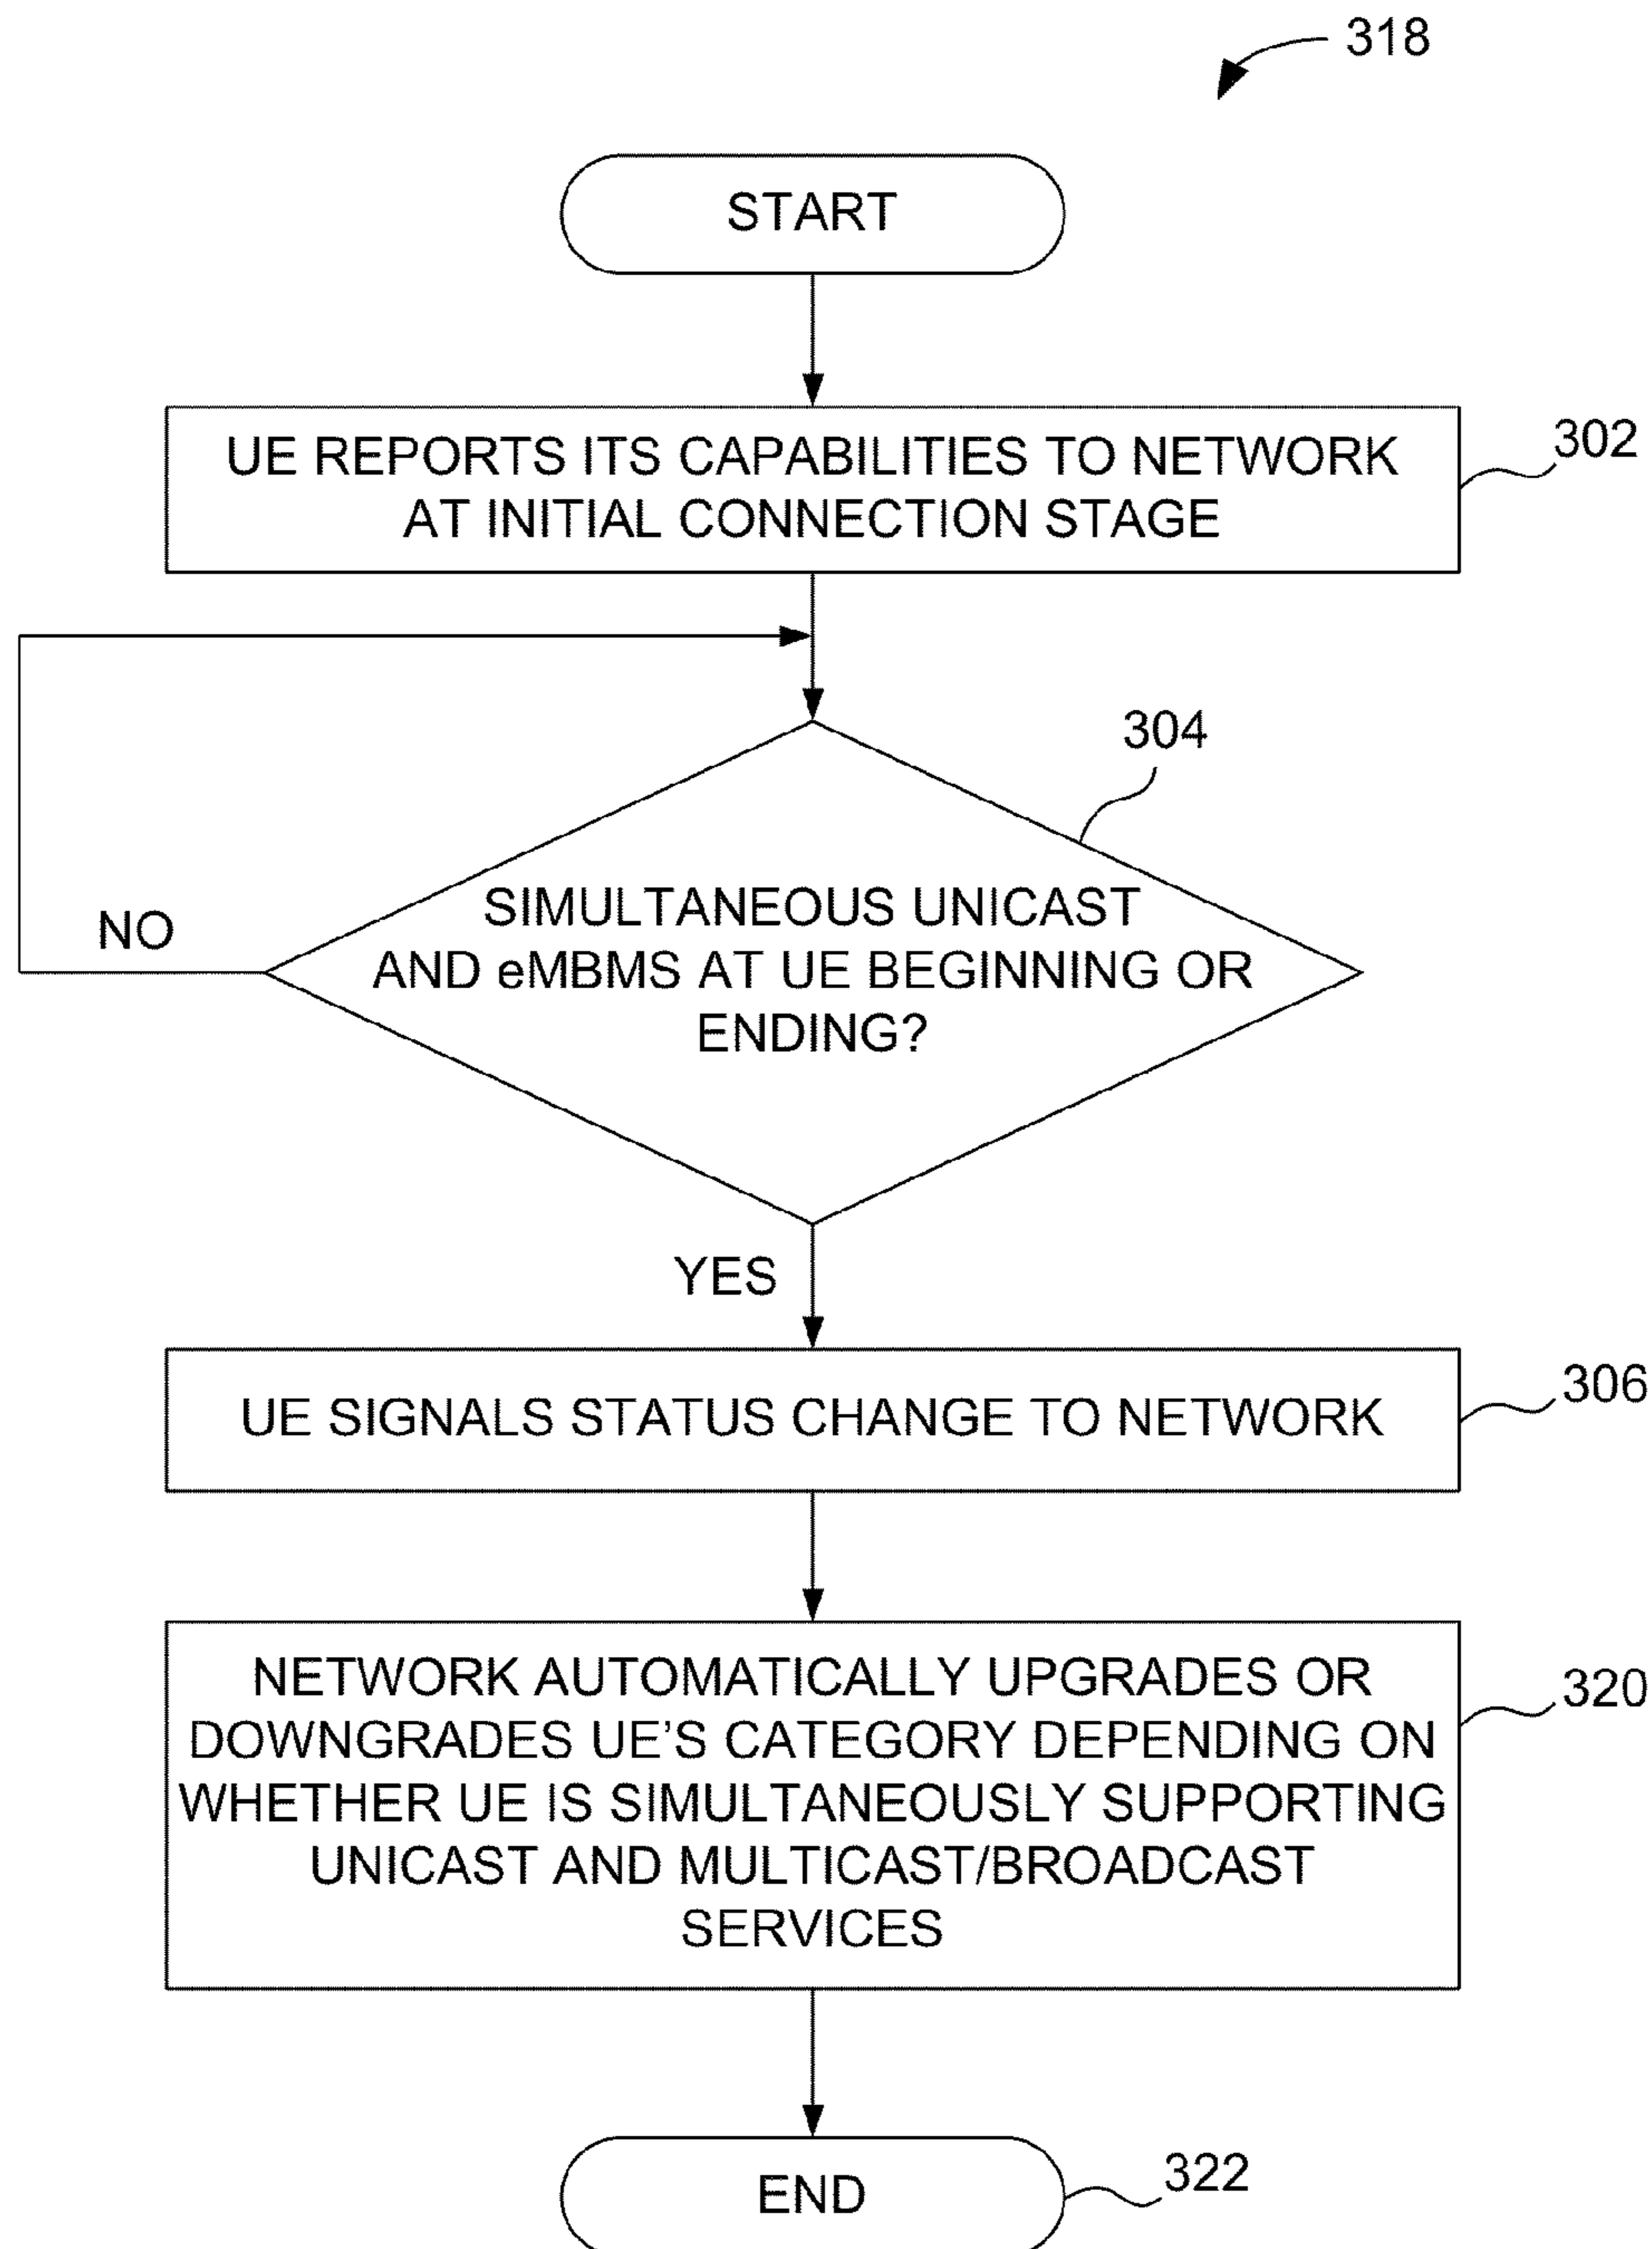 318
START
UE REPORTS ITS CAPABILITIES TO NETWORK
AT INITIAL CONNECTION STAGE
302
304
SIMULTANEOUS UNICAST
AND eMBMS AT UE BEGINNING OR
ENDING?
NO
YES
UE SIGNALS STATUS CHANGE TO NETWORK
306
NETWORK AUTOMATICALLY UPGRADES OR
DOWNGRADES UE'S CATEGORY DEPENDING ON
WHETHER UE IS SIMULTANEOUSLY SUPPORTING
UNICAST AND MULTICAST/BROADCAST
SERVICES
320
END
322